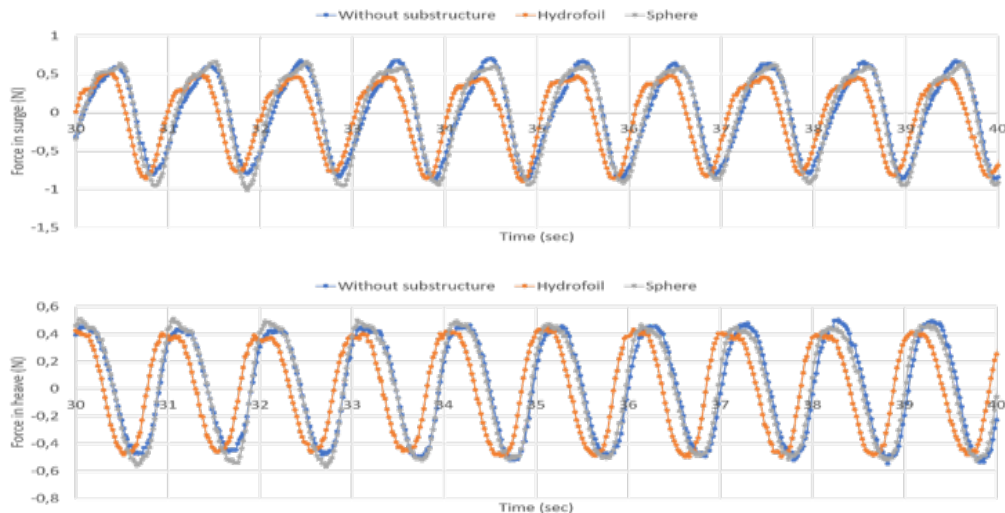 Without substructure Hydrofoil Sphere
1
0,5
0
30 31 32 33 34 35 36 37 38 39 40
-0,5
-1
-1,5
Force in surge (N)
Time (sec)
Without substructure Hydrofoil Sphere
0,6
0,4
0,2
0
30 31 32 33 34 35 36 37 38 39 40
-0,2
-0,4
-0,6
-0,8
Force in heave (N)
Time (sec)